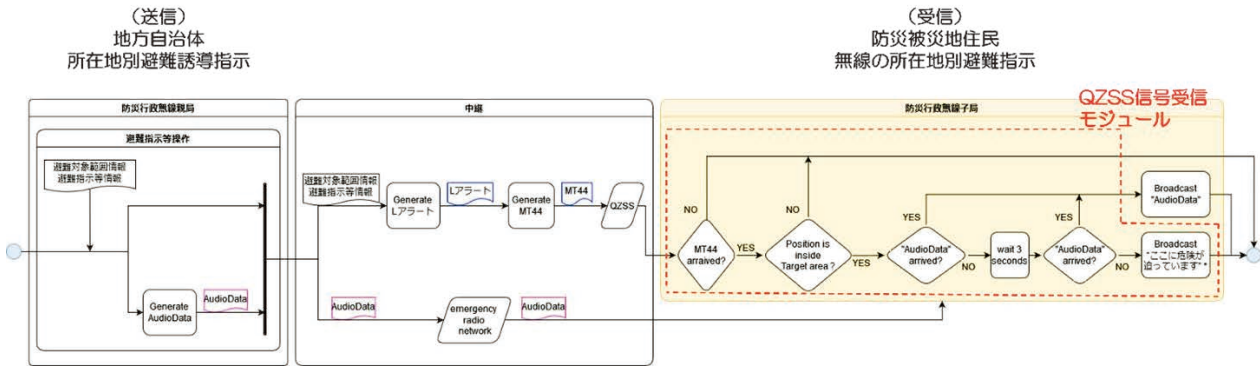 （送信）
地方自治体
所在地別避難誘導指示
（受信）
防災被災地住民
無線の所在地別避難指示
防災行政無線親局
避難指示等操作
避難対象範囲情報
避難指示等情報
Generate
AudioData
AudioData
中継
避難対象範囲情報
避難指示等情報
Generate
Lアラート
Lアラート
Generate
MT44
MT44
QZSS
AudioData
emergency
radio
network
AudioData
防災行政無線子局
QZSS信号受信
モジュール
MT44
arraived?
NO
YES
Position is
inside
Target area?
NO
YES
"AudioData"
arrived?
YES
NO
wait 3
seconds
"AudioData"
arrived?
YES
NO
Broadcast
"AudioData"
Broadcast
"ここに危険が
迫っています" *